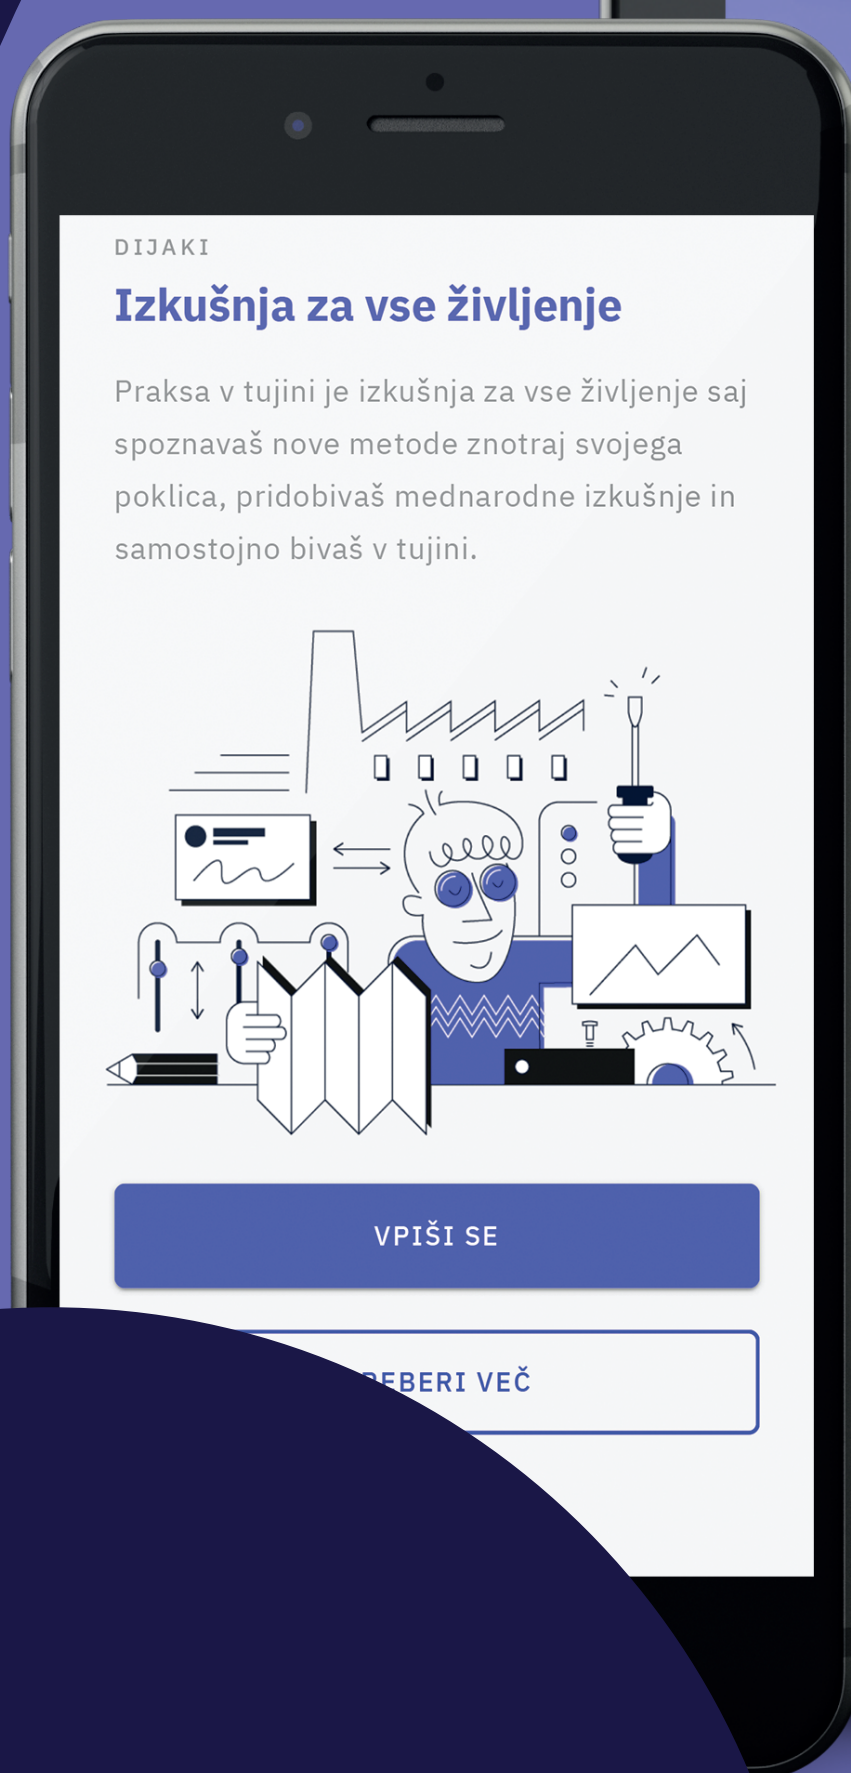 DIJAKI
Izkušnja za vse življenje
Praksa v tujini je izkušnja za vse življenje saj
spoznavaš nove metode znotraj svojega
poklica, pridobivaš mednarodne izkušnje in
samostojno bivaš v tujini.
VPIŠI SE
VEČ